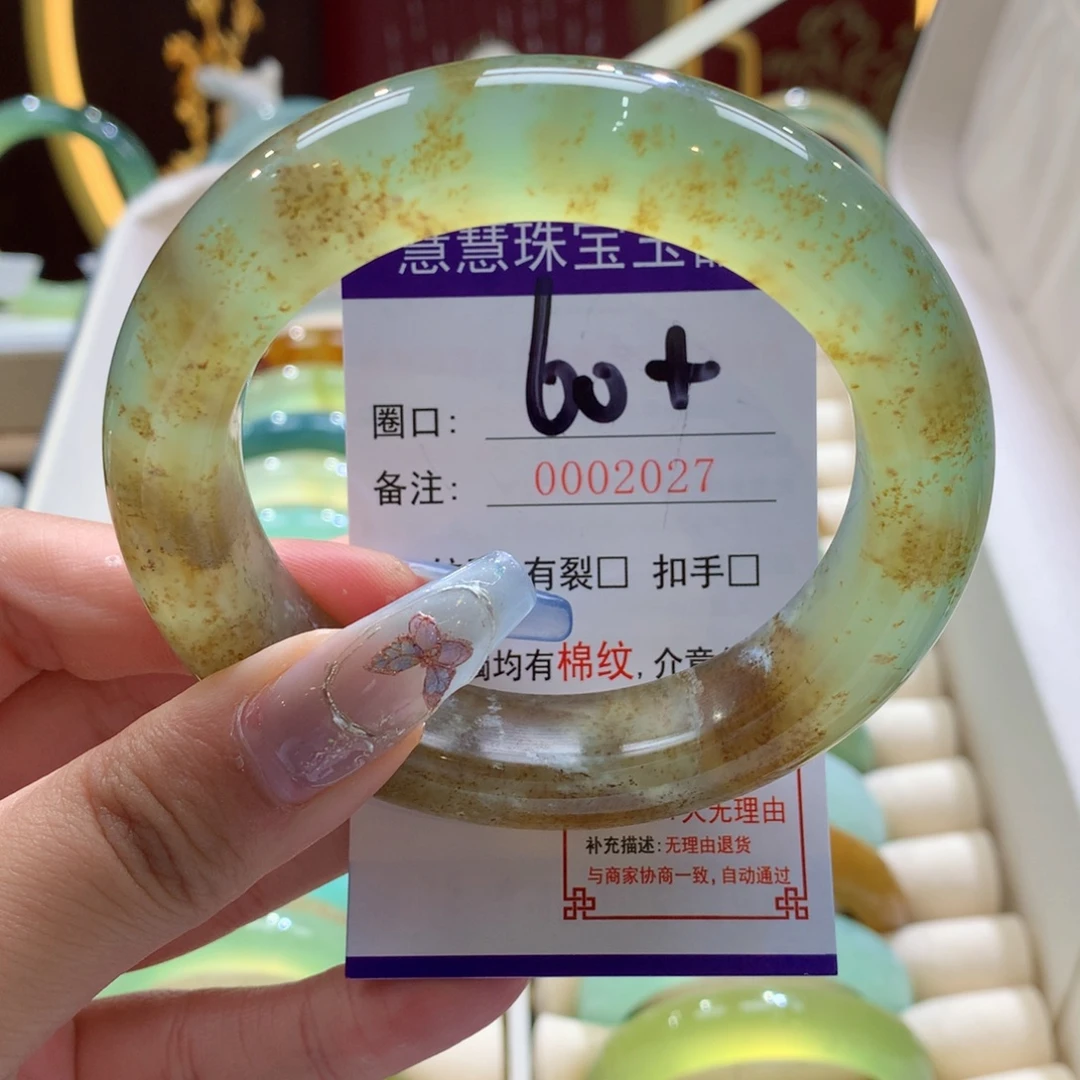 慧慧珠宝玉
60+
圈口:
备注: 0002027
有裂□ 扣手□
均有棉纹, 介意
人无理由
补充描述:无理由退货
与商家协商一致, 自动通过